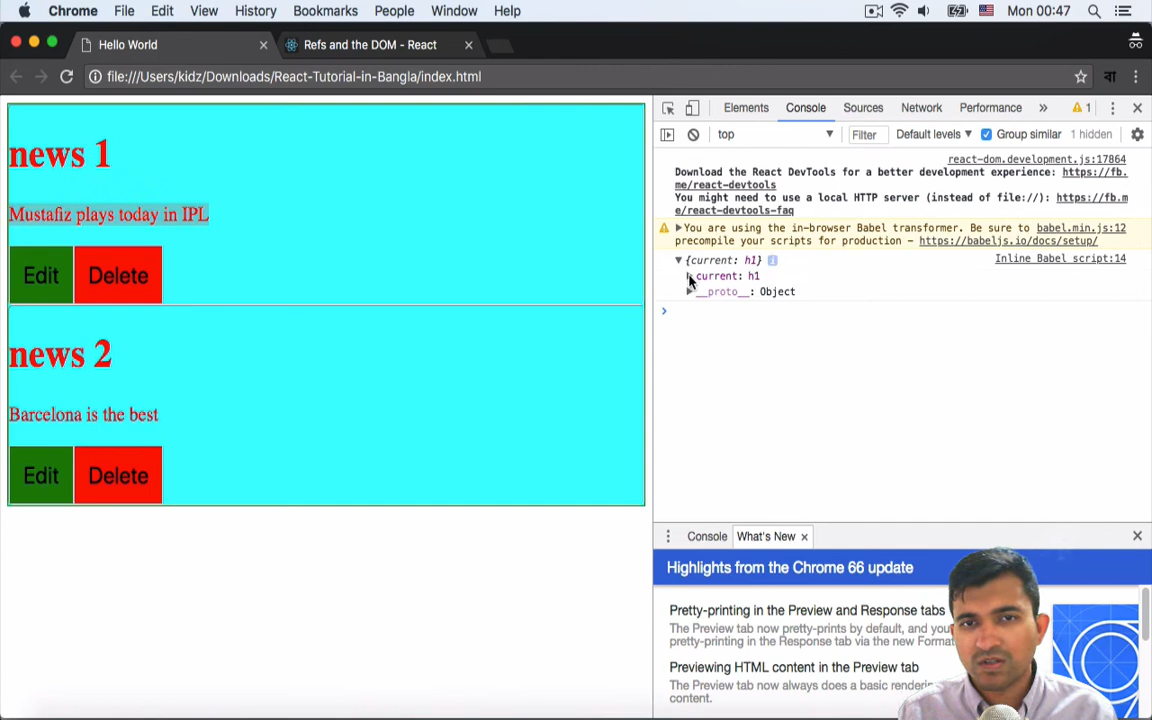 Chrome File Edit View History Bookmarks People Window Help Mon 00:47
Hello World Refs and the DOM - React
file:///Users/kidz/Downloads/React-Tutorial-in-Bangla/index.html বা
news 1
Mustafiz plays today in IPL
Edit Delete
news 2
Barcelona is the best
Edit Delete
Elements Console Sources Network Performance » 1
top Filter Default levels Group similar 1 hidden
react-dom.development.js:17864
Download the React DevTools for a better development experience: https://fb.
me/react-devtools
You might need to use a local HTTP server (instead of file://): https://fb.m
e/react-devtools-faq
You are using the in-browser Babel transformer. Be sure to babel.min.js:12
precompile your scripts for production – https://babeljs.io/docs/setup/
{current: h1} i Inline Babel script:14
current: h1
__proto__: Object
Console What's New
Highlights from the Chrome 66 update
Pretty-printing in the Preview and Response tabs
The Preview tab now pretty-prints by default, and you
pretty-printing in the Response tab via the new
Previewing HTML content in the Preview tab
The Preview tab now always does a basic
content.